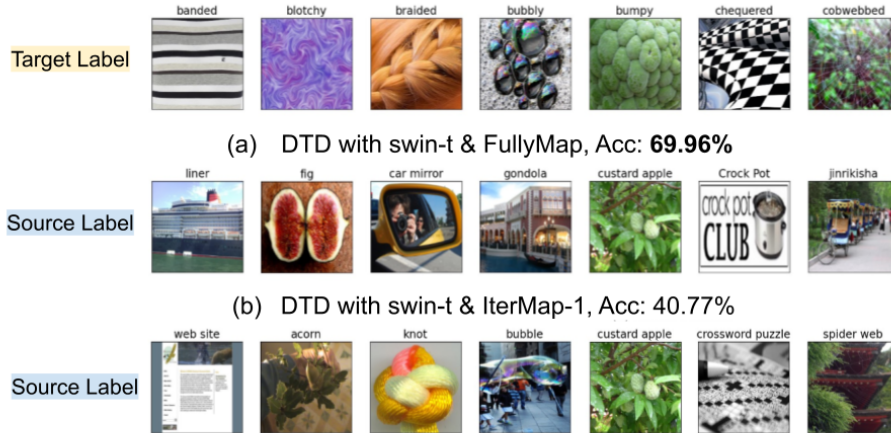 banded blotchy braided bubbly bumpy chequered cobwebbed
Target Label
(a) DTD with swin-t & FullyMap, Acc: 69.96%
liner fig car mirror gondola custard apple Crock Pot jinrikisha
Source Label
crock pot
CLUB
(b) DTD with swin-t & IterMap-1, Acc: 40.77%
web site acorn knot bubble custard apple crossword puzzle spider web
Source Label